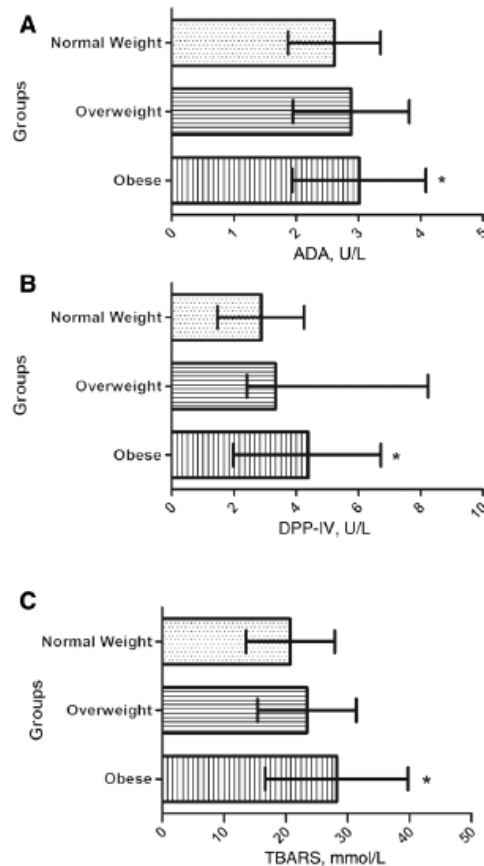 A
Groups
Normal Weight
Overweight
Obese
*
0 1 2 3 4 5
ADA, U/L
B
Groups
Normal Weight
Overweight
Obese
*
0 2 4 6 8 10
DPP-IV, U/L
C
Groups
Normal Weight
Overweight
Obese
*
0 10 20 30 40 50
TBARS, mmol/L